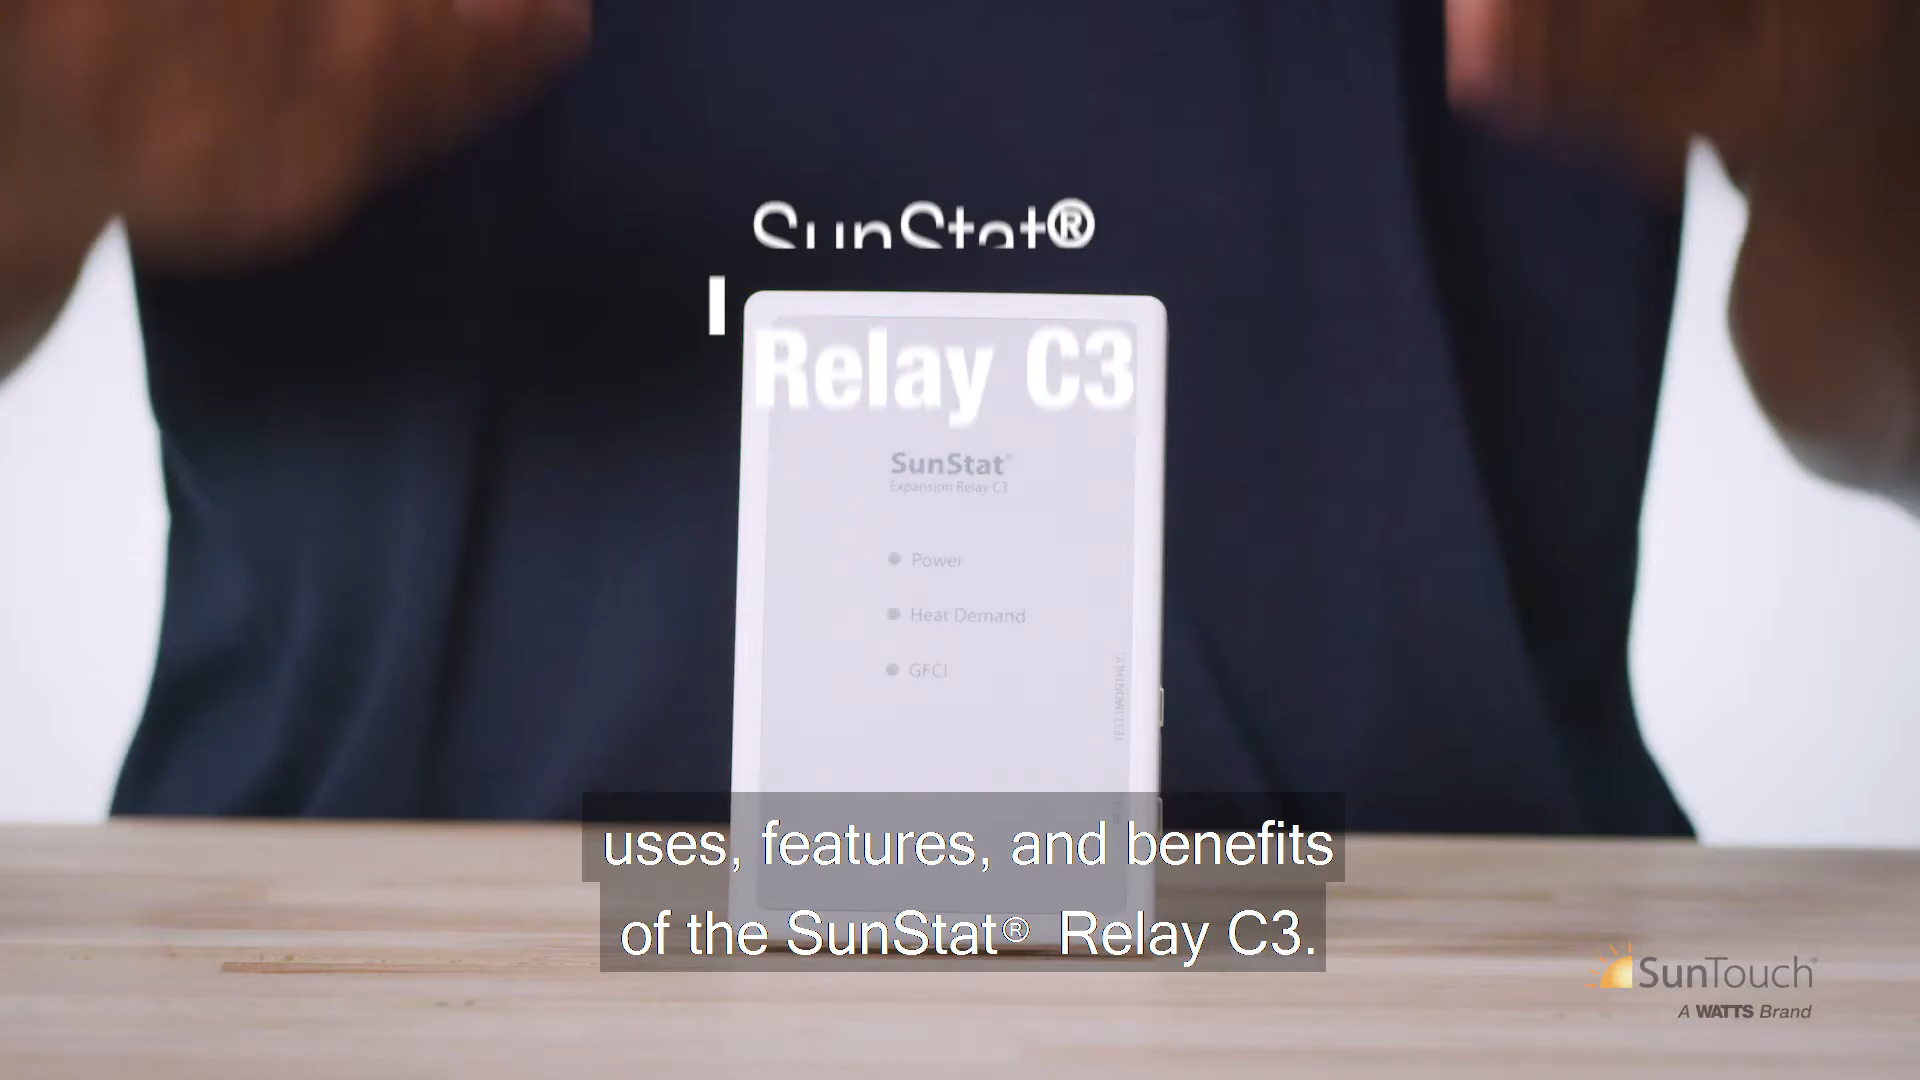 SunStat®
Relay C3
SunStat®
Expansion Relay C3
Power
Heat Demand
GFCI
TEST MONTHLY
uses, features, and benefits
of the SunStat® Relay C3.
SunTouch®
A WATTS Brand